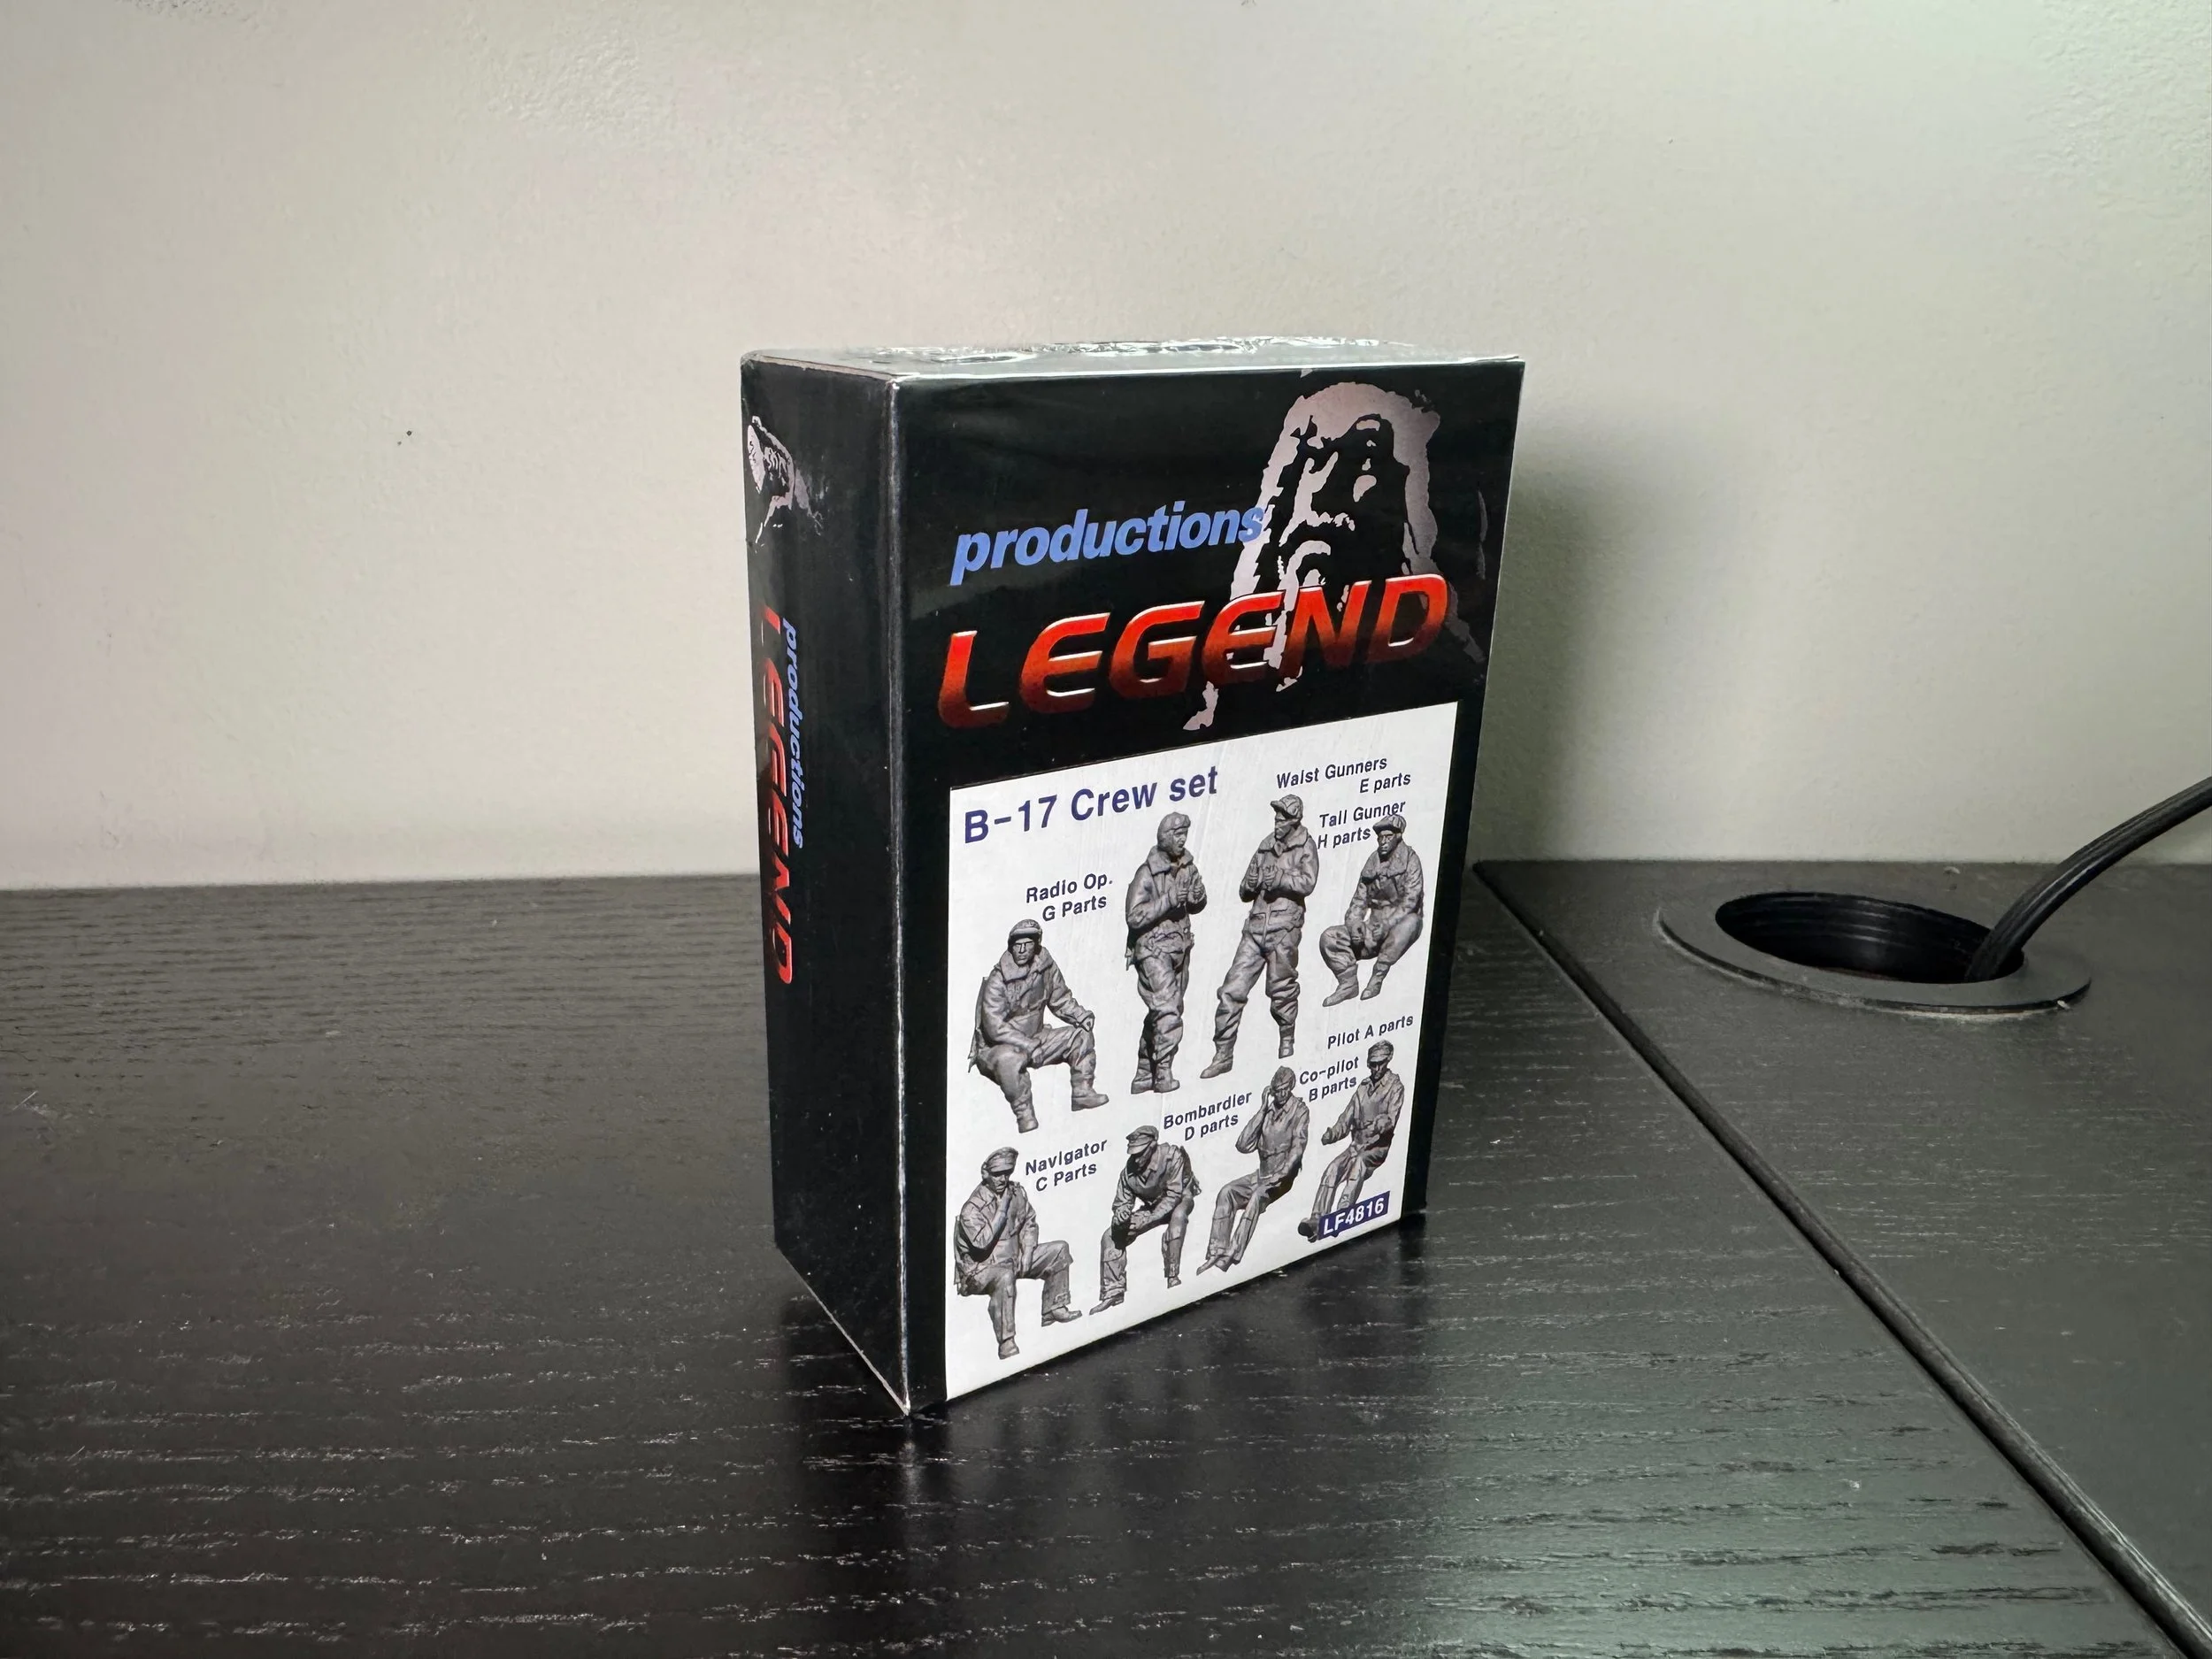 productions
LEGEND
productions
LEGEND
B-17 Crew set
Waist Gunners
E parts
Tail Gunner
H parts
Radio Op.
G Parts
Pilot A parts
Co-pilot
B parts
Bombardier
D parts
Navigator
C Parts
LF4816